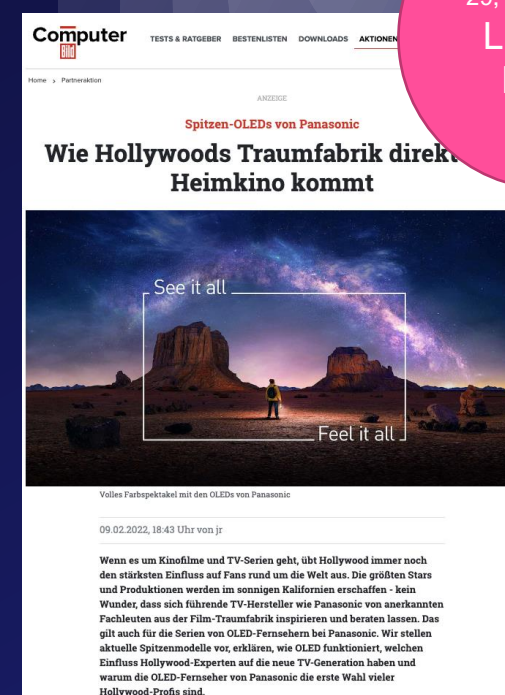 Computer
Bild
TESTS & RATGEBER BESTENLISTEN DOWNLOADS AKTIONEN
Home > Partneraktion
ANZEIGE
Spitzen-OLEDs von Panasonic
Wie Hollywoods Traumfabrik direkt
Heimkino kommt
See it all
Feel it all
Volles Farbspektakel mit den OLEDs von Panasonic
09.02.2022, 18:43 Uhr von jr
Wenn es um Kinofilme und TV-Serien geht, übt Hollywood immer noch
den stärksten Einfluss auf Fans rund um die Welt aus. Die größten Stars
und Produktionen werden im sonnigen Kalifornien erschaffen - kein
Wunder, dass sich führende TV-Hersteller wie Panasonic von anerkannten
Fachleuten aus der Film-Traumfabrik inspirieren und beraten lassen. Das
gilt auch für die Serien von OLED-Fernsehern bei Panasonic. Wir stellen
aktuelle Spitzenmodelle vor, erklären, wie OLED funktioniert, welchen
Einfluss Hollywood-Experten auf die neue TV-Generation haben und
warum die OLED-Fernseher von Panasonic die erste Wahl vieler
Hollywood-Profis sind.